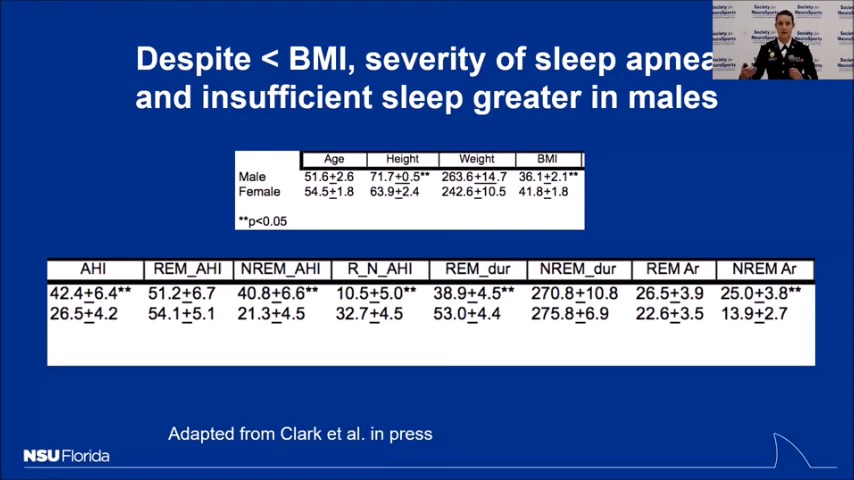 Despite < BMI, severity of sleep apnea
and insufficient sleep greater in males
Society for NeuroSports
Age Height Weight BMI
Male 51.6+2.6 71.7+0.5** 263.6+14.7 36.1+2.1**
Female 54.5+1.8 63.9+2.4 242.6+10.5 41.8+1.8
**p<0.05
AHI REM_AHI NREM_AHI R_N_AHI REM_dur NREM_dur REM Ar NREM Ar
42.4+6.4** 51.2+6.7 40.8+6.6** 10.5+5.0** 38.9+4.5** 270.8+10.8 26.5+3.9 25.0+3.8**
26.5+4.2 54.1+5.1 21.3+4.5 32.7+4.5 53.0+4.4 275.8+6.9 22.6+3.5 13.9+2.7
Adapted from Clark et al. in press
NSU Florida